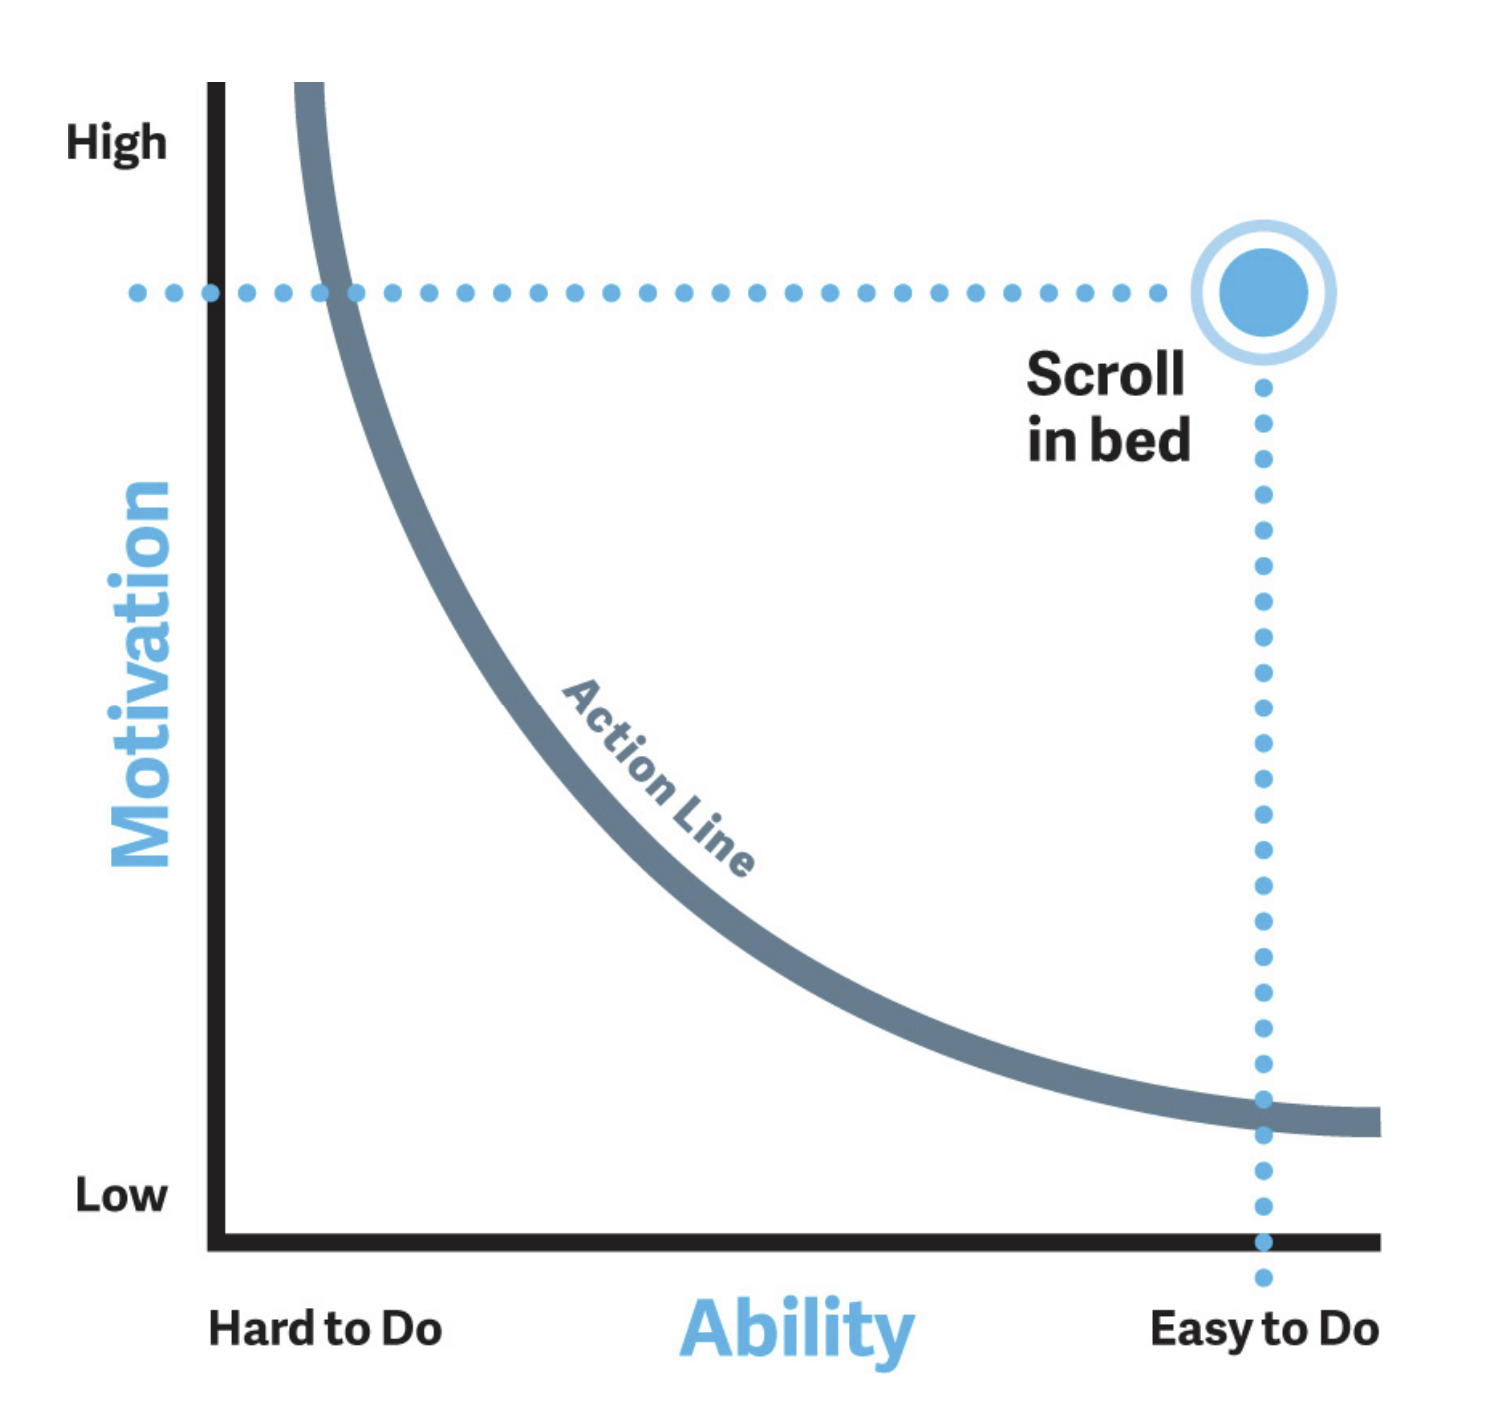 High
Scroll
in bed
Motivation
Action Line
Low
Hard to Do
Ability
Easy to Do